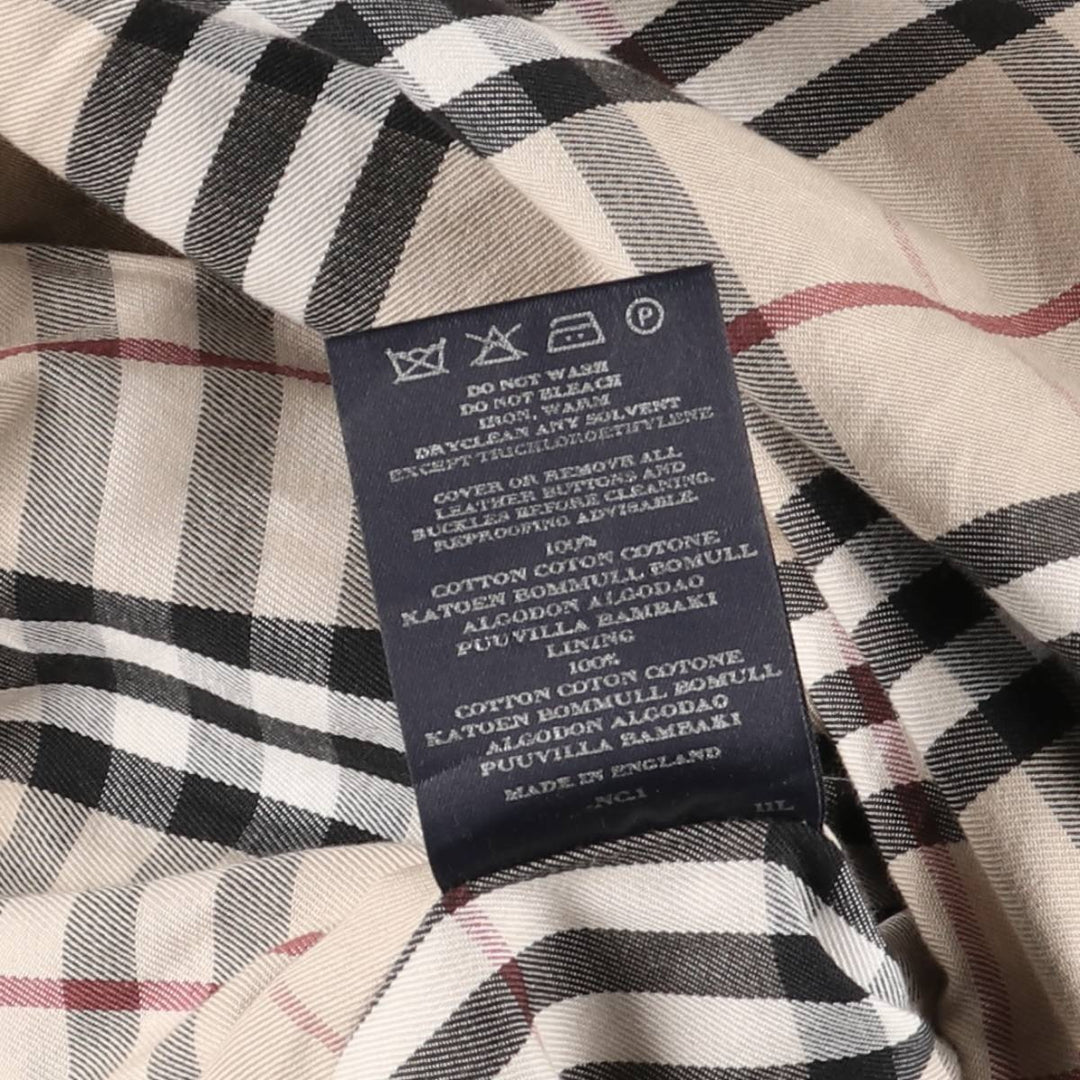 P
DO NOT WASH
DO NOT BLEACH
IRON, WARM
DRYCLEAN ANY SOLVENT
EXCEPT TRICHLOROETHYLENE
COVER OR REMOVE ALL
LEATHER BUTTONS AND
BUCKLES BEFORE CLEANING.
REPROOFING ADVISABLE.
100%
COTTON COTON COTONE
KATOEN BOMMULL BOMULL
ALGODON ALGODAO
PUUVILLA BAMBAKI
LINING
100%
COTTON COTON COTONE
KATOEN BOMMULL BOMULL
ALGODON ALGODAO
PUUVILLA BAMBAKI
MADE IN ENGLAND
NC.1